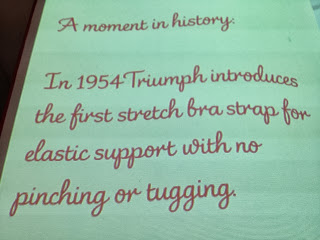 A moment in history:
In 1954 Triumph introduces
the first stretch bra strap for
elastic support with no
pinching or tugging.